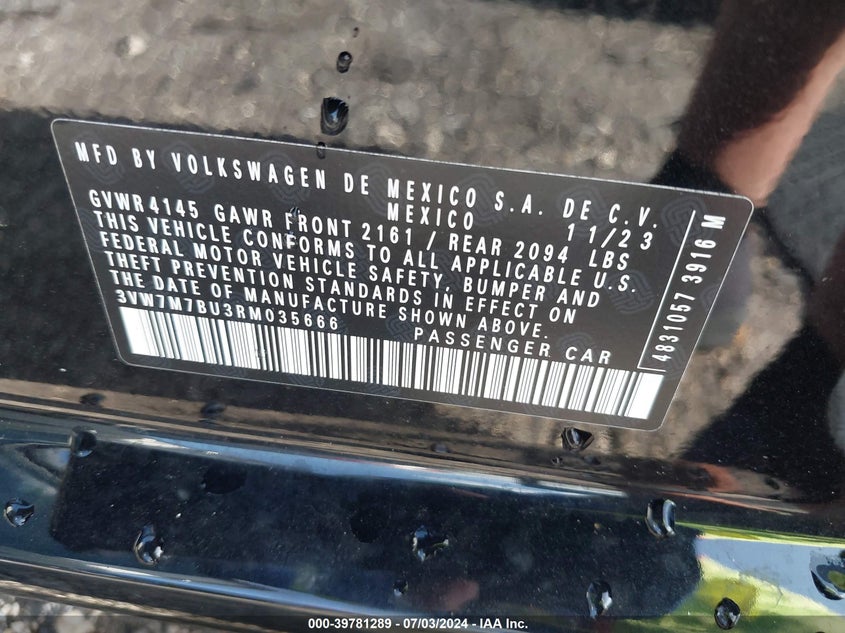 MFD BY VOLKSWAGEN DE MEXICO S.A. DE C.V.
MEXICO
GVWR4145 GAWR FRONT 2161 / REAR 2094 LBS 11/23
THIS VEHICLE CONFORMS TO ALL APPLICABLE U.S.
FEDERAL MOTOR VEHICLE SAFETY, BUMPER AND
THEFT PREVENTION STANDARDS IN EFFECT ON
THE DATE OF MANUFACTURE SHOWN ABOVE.
3VW7M7BU3RM035666 PASSENGER CAR
4831057 3916 M
000-39781289 - 07/03/2024 - IAA Inc.